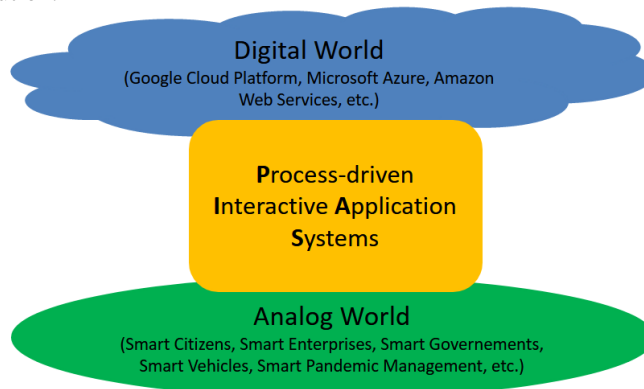 Digital World
(Google Cloud Platform, Microsoft Azure, Amazon
Web Services, etc.)
Process-driven
Interactive Application
Systems
Analog World
(Smart Citizens, Smart Enterprises, Smart Governements,
Smart Vehicles, Smart Pandemic Management, etc.)